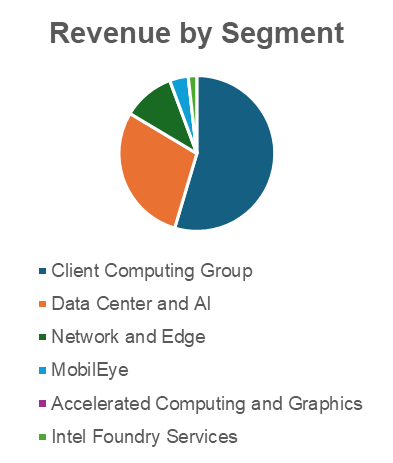 Revenue by Segment
Client Computing Group
Data Center and AI
Network and Edge
MobilEye
Accelerated Computing and Graphics
Intel Foundry Services